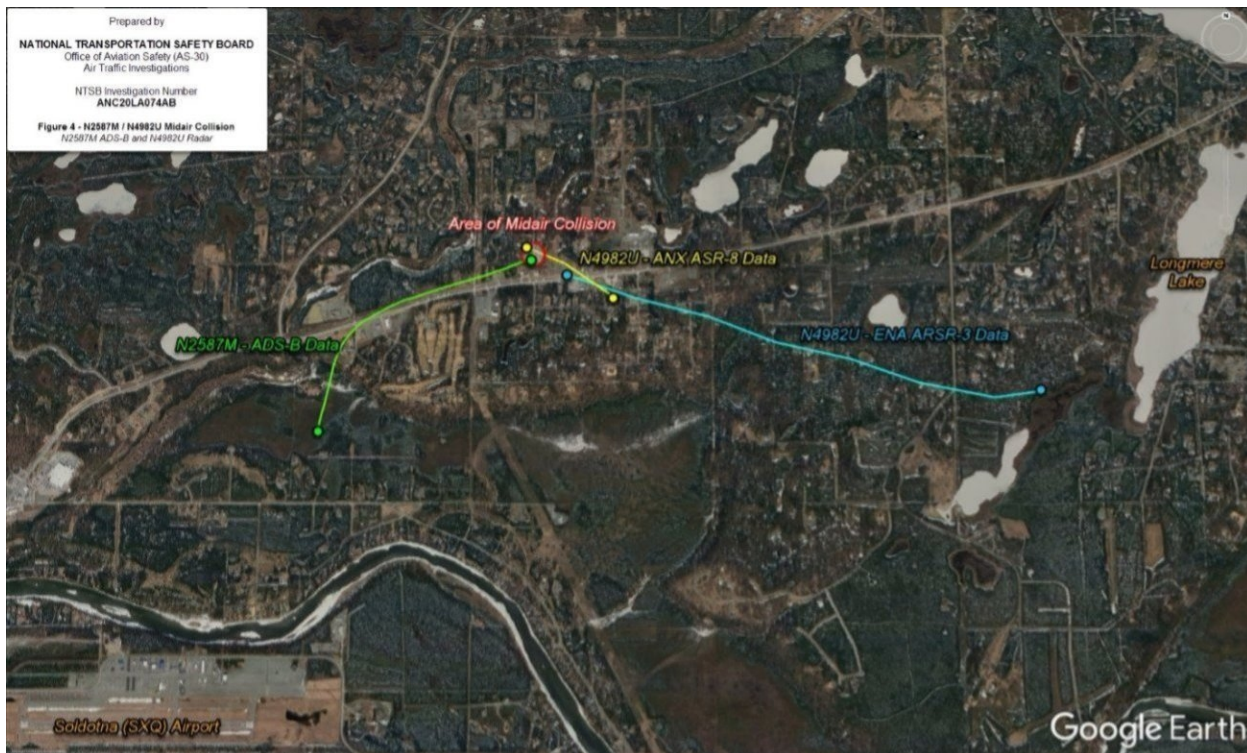 Prepared by
NATIONAL TRANSPORTATION SAFETY BOARD
Office of Aviation Safety (AS-30)
Air Traffic Investigations
NTSB Investigation Number
ANC20LA074AB
Figure 4 - N2587M / N4982U Midair Collision
N2587M ADS-B and N4982U Radar
N
Area of Midair Collision
N4982U - ANX ASR-8 Data
Longmere
Lake
N4982U - ENA ARSR-3 Data
N2587M - ADS-B Data
Soldotna (SXQ) Airport
Google Earth